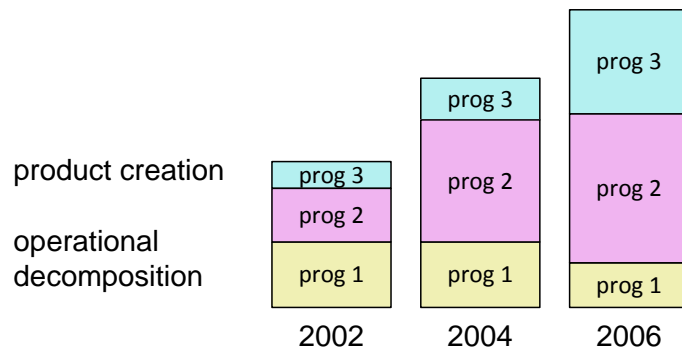 product creation
operational
decomposition
prog 3
prog 2
prog 1
2002
prog 3
prog 2
prog 1
2004
prog 3
prog 2
prog 1
2006